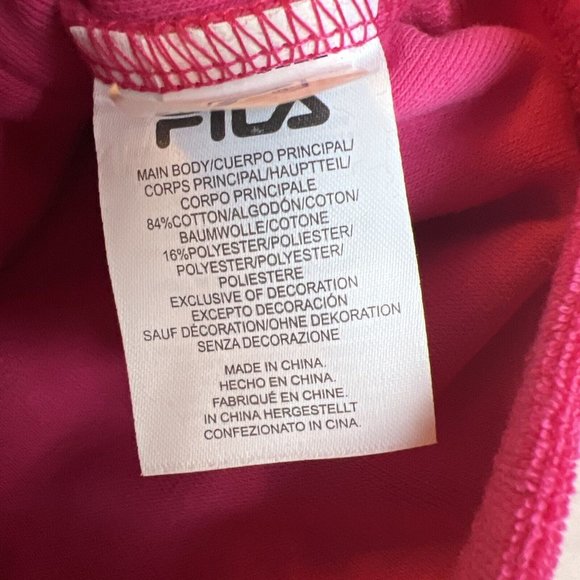 FILA
MAIN BODY/CUERPO PRINCIPAL/
CORPS PRINCIPAL/HAUPTTEIL/
CORPO PRINCIPALE
84%COTTON/ALGODÓN/COTON/
BAUMWOLLE/COTONE
16%POLYESTER/POLIESTER/
POLYESTER/POLYESTER/
POLIESTERE
EXCLUSIVE OF DECORATION
EXCEPTO DECORACIÓN
SAUF DÉCORATION/OHNE DEKORATION
SENZA DECORAZIONE
MADE IN CHINA.
HECHO EN CHINA.
FABRIQUÉ EN CHINE.
IN CHINA HERGESTELLT
CONFEZIONATO IN CINA.